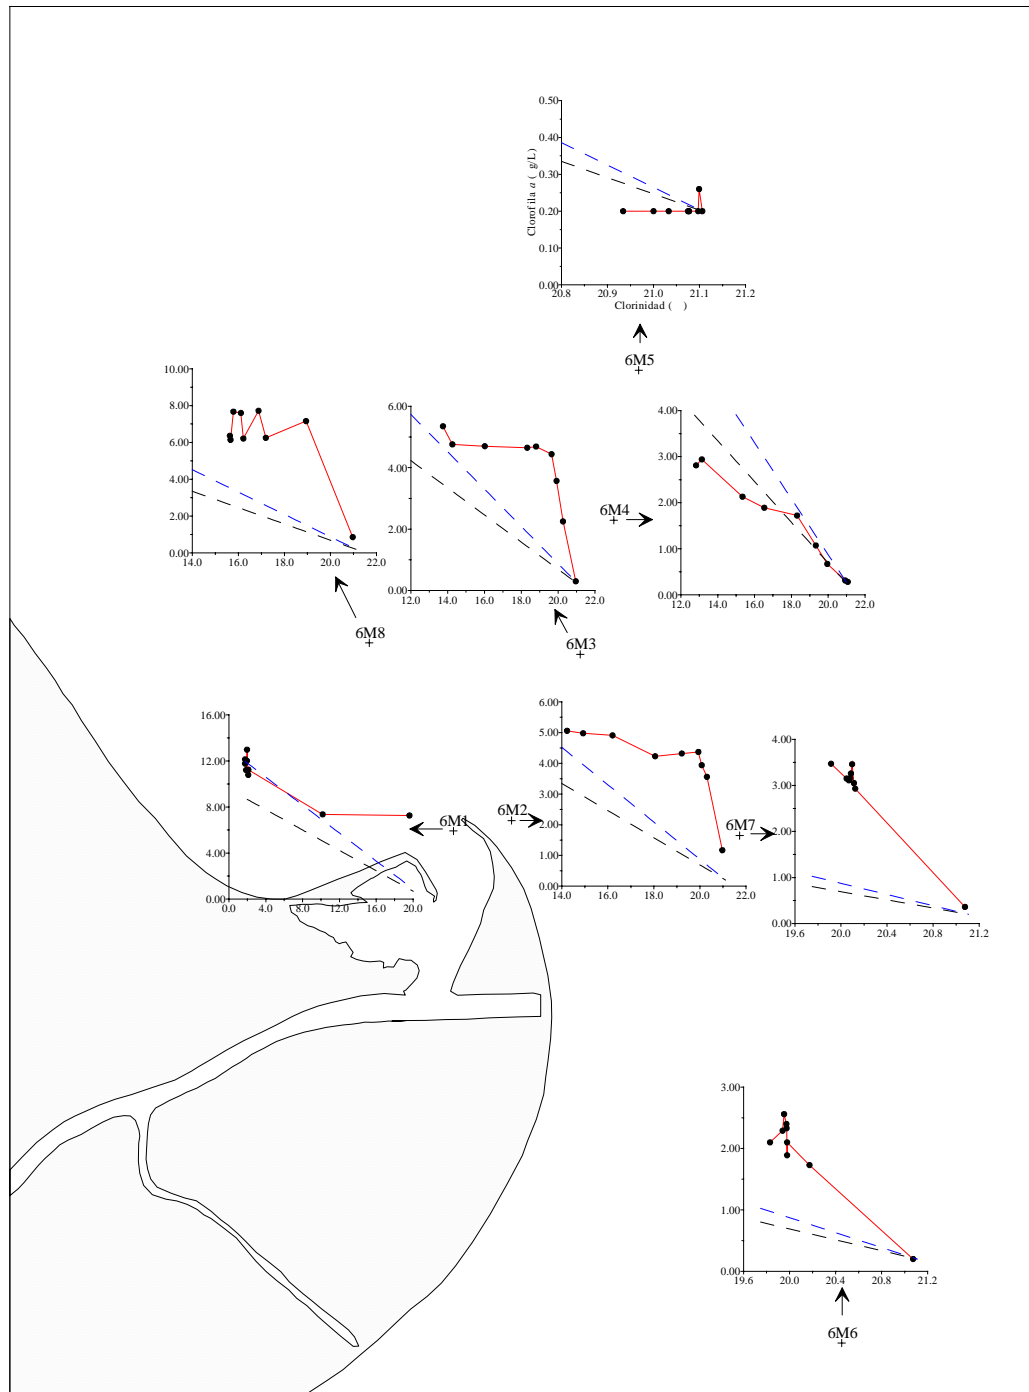 0.50
0.40
0.30
0.20
0.10
0.00
Clorofila a ( g/L)
20.8 20.9 21.0 21.1 21.2
Clorinidad ( )
6M5
10.00
8.00
6.00
4.00
2.00
0.00
14.0 16.0 18.0 20.0 22.0
6M8
6.00
4.00
2.00
0.00
12.0 14.0 16.0 18.0 20.0 22.0
6M3
4.00
3.00
2.00
1.00
0.00
12.0 14.0 16.0 18.0 20.0 22.0
6M4
16.00
12.00
8.00
4.00
0.00
0.0 4.0 8.0 12.0 16.0 20.0
6M1
6.00
5.00
4.00
3.00
2.00
1.00
0.00
14.0 16.0 18.0 20.0 22.0
6M2
4.00
3.00
2.00
1.00
0.00
19.6 20.0 20.4 20.8 21.2
6M7
3.00
2.00
1.00
0.00
19.6 20.0 20.4 20.8 21.2
6M6